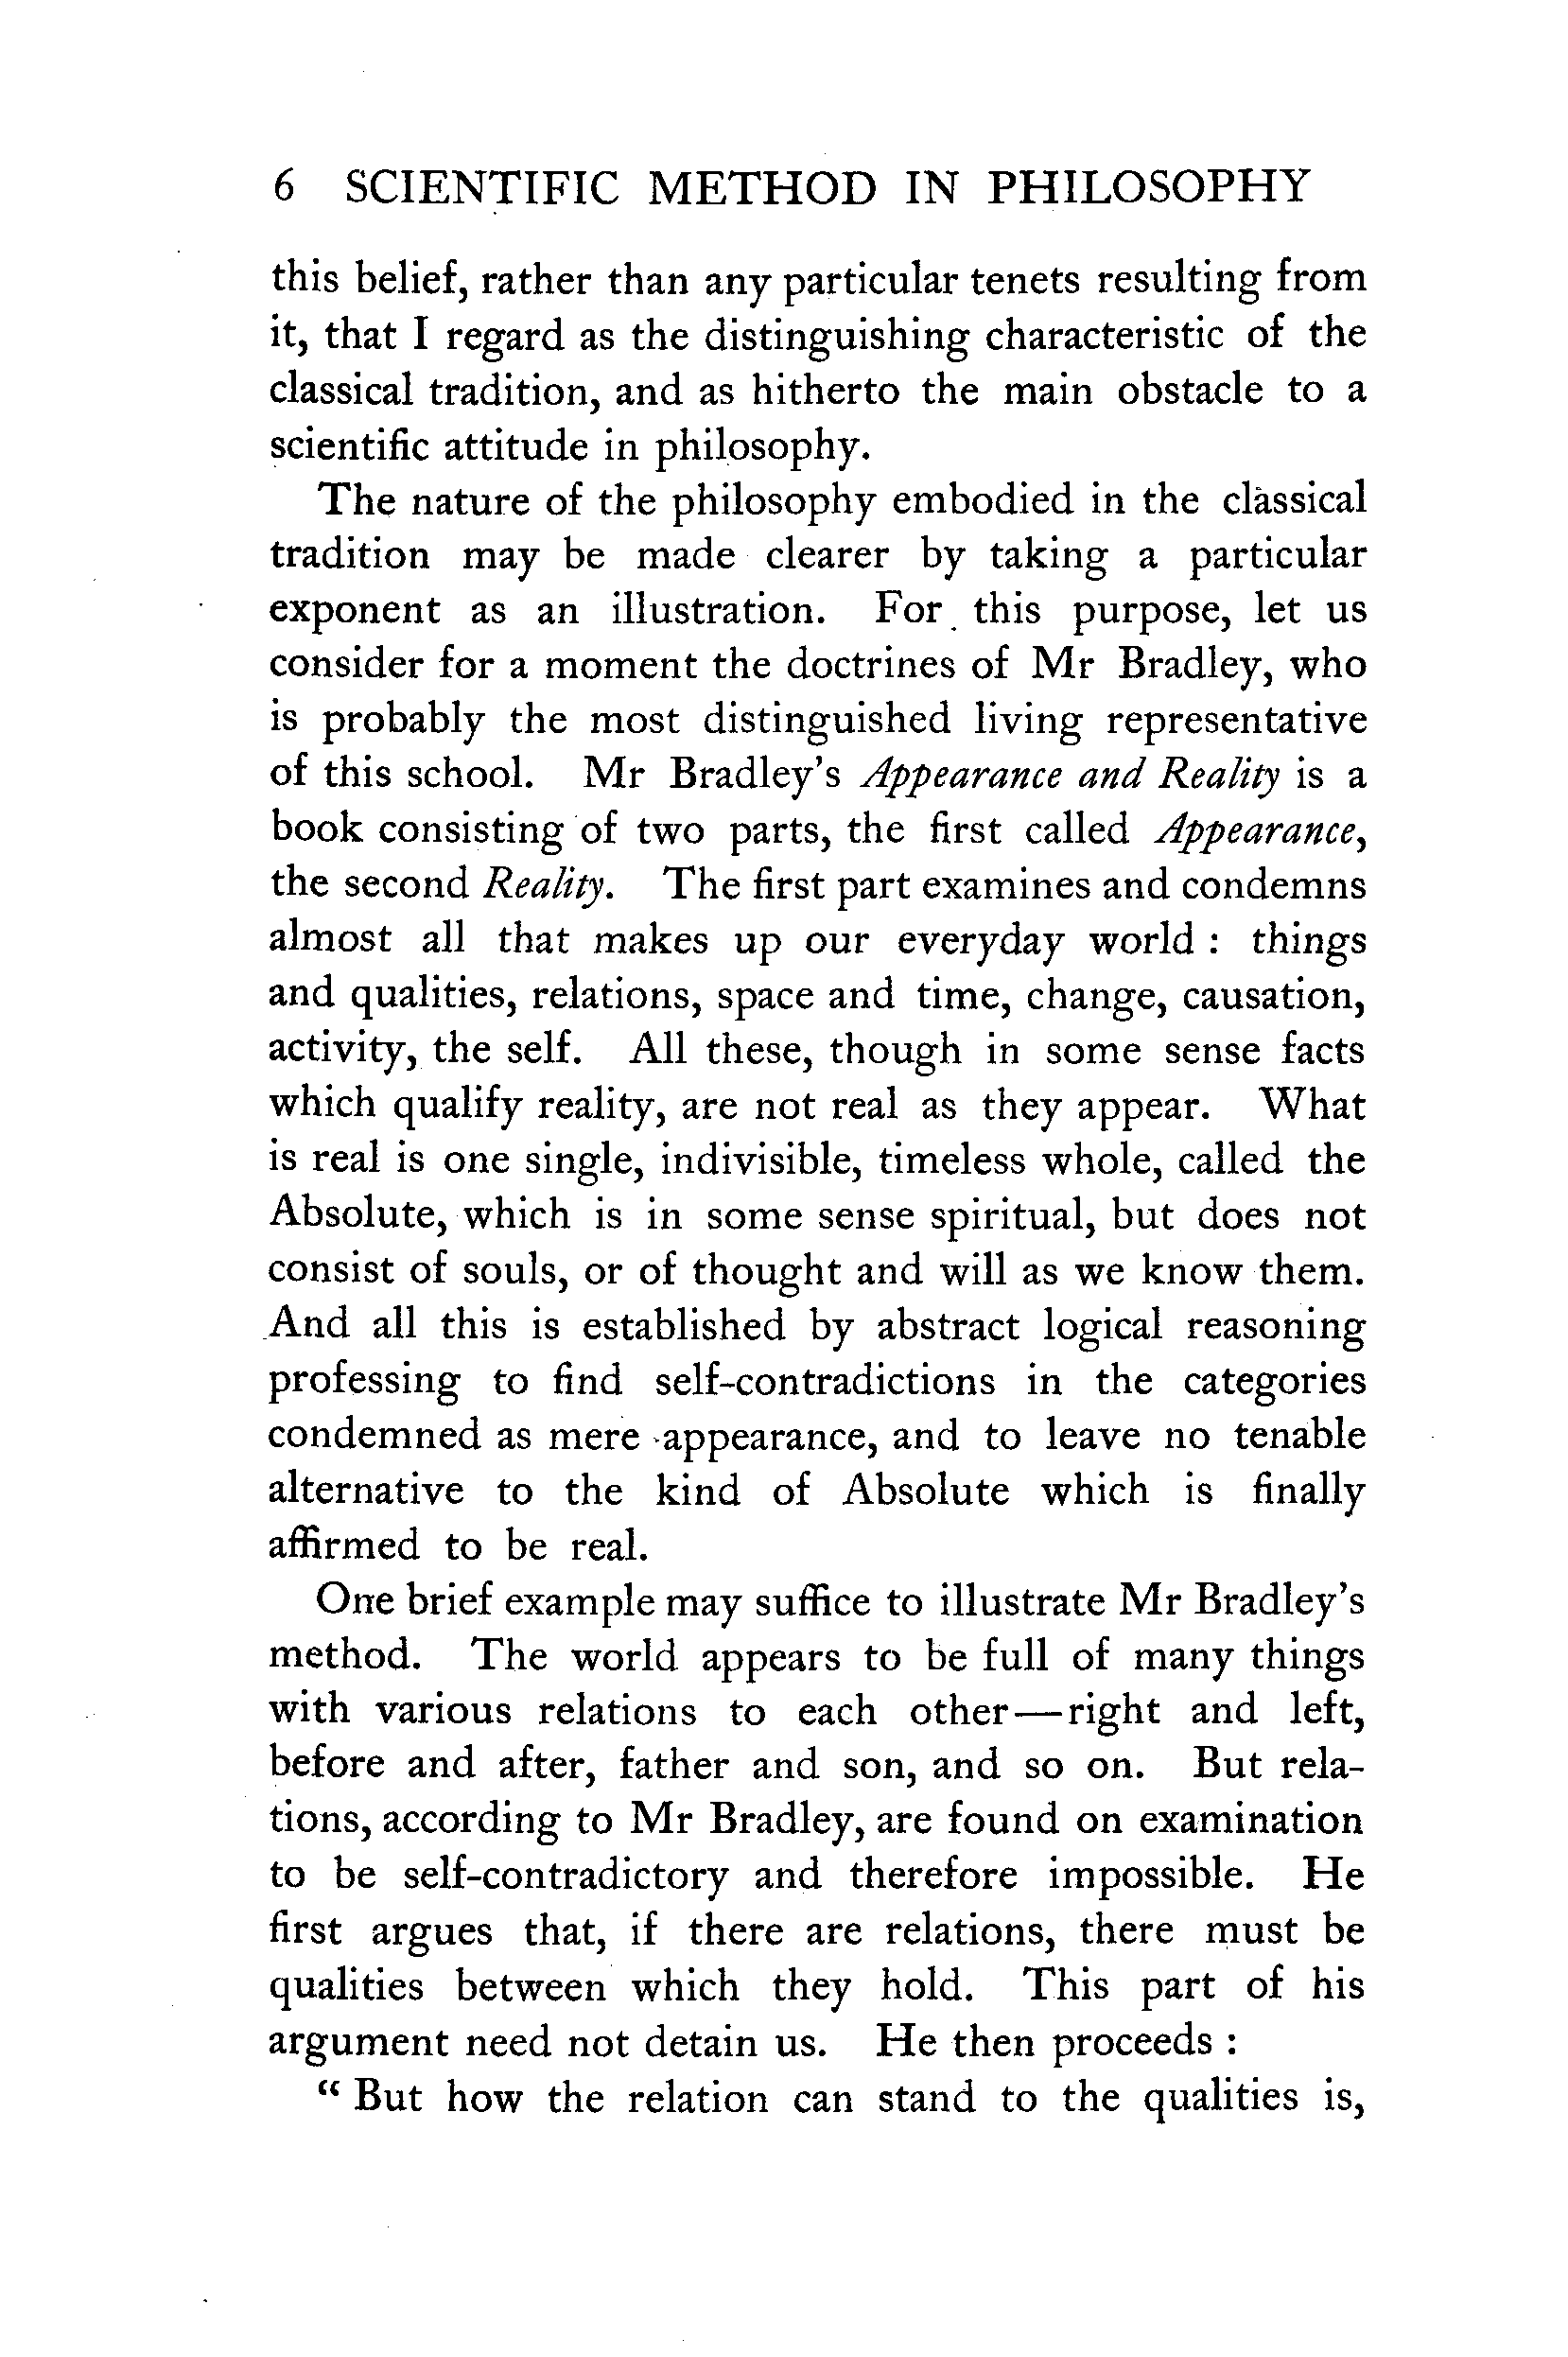 6 SCIENTIFIC METHOD IN PHILOSOPHY
this belief, rather than any particular tenets resulting from
it, that I regard as the distinguishing characteristic of the
classical tradition, and as hitherto the main obstacle to a
scientific attitude in philosophy.
The nature of the philosophy embodied in the classical
tradition may be made clearer by taking a particular
exponent as an illustration. For this purpose, let us
consider for a moment the doctrines of Mr Bradley, who
is probably the most distinguished living representative
of this school. Mr Bradley's Appearance and Reality is a
book consisting of two parts, the first called Appearance,
the second Reality. The first part examines and condemns
almost all that makes up our everyday world : things
and qualities, relations, space and time, change, causation,
activity, the self. All these, though in some sense facts
which qualify reality, are not real as they appear. What
is real is one single, indivisible, timeless whole, called the
Absolute, which is in some sense spiritual, but does not
consist of souls, or of thought and will as we know them.
And all this is established by abstract logical reasoning
professing to find self-contradictions in the categories
condemned as mere appearance, and to leave no tenable
alternative to the kind of Absolute which is finally
affirmed to be real.
One brief example may suffice to illustrate Mr Bradley's
method. The world appears to be full of many things
with various relations to each other—right and left,
before and after, father and son, and so on. But rela-
tions, according to Mr Bradley, are found on examination
to be self-contradictory and therefore impossible. He
first argues that, if there are relations, there must be
qualities between which they hold. This part of his
argument need not detain us. He then proceeds :
“ But how the relation can stand to the qualities is,